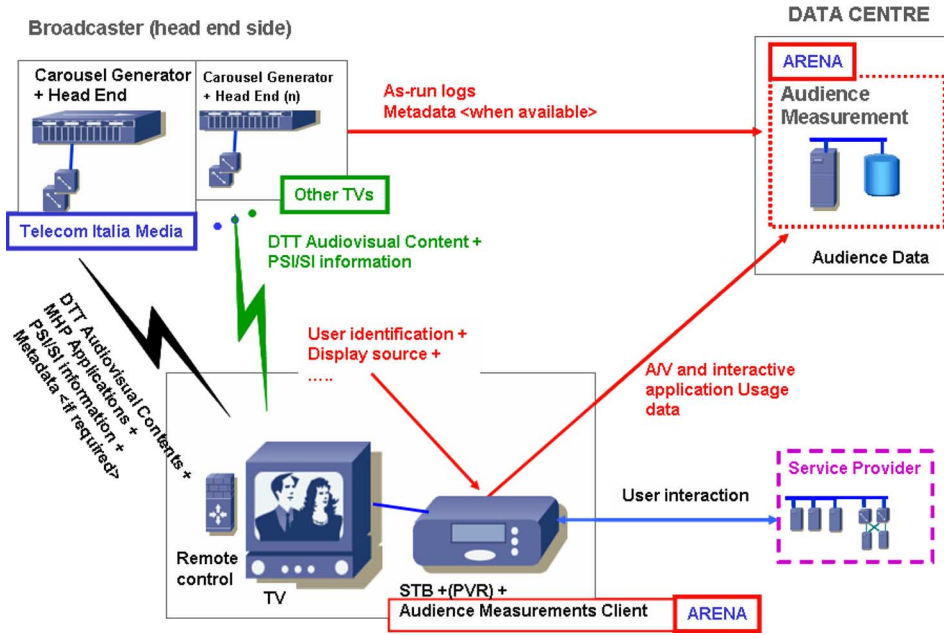 Broadcaster (head end side)
DATA CENTRE
Carousel Generator
+ Head End
Carousel Generator
+ Head End (n)
As-run logs
Metadata <when available>
ARENA
Audience
Measurement
Audience Data
Telecom Italia Media
Other TVs
DTT Audiovisual Content +
PSI/SI information
DTT Audiovisual Contents +
MHP Applications +
PSI/SI information +
Metadata <if required>
User identification +
Display source +
.....
A/V and interactive
application Usage
data
Service Provider
User interaction
Remote
control
TV
STB +(PVR) +
Audience Measurements Client
ARENA